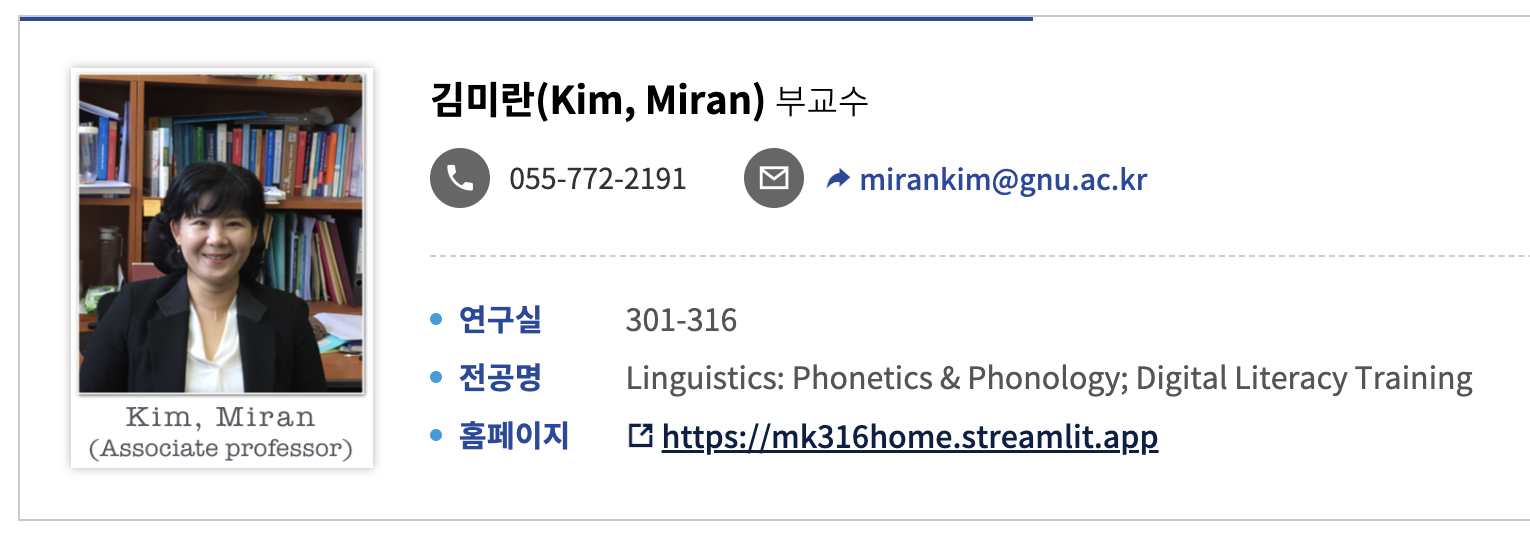 김미란(Kim, Miran) 부교수
055-772-2191 mirankim@gnu.ac.kr
연구실 301-316
전공명 Linguistics: Phonetics & Phonology; Digital Literacy Training
홈페이지 https://mk316home.streamlit.app
Kim, Miran
(Associate professor)